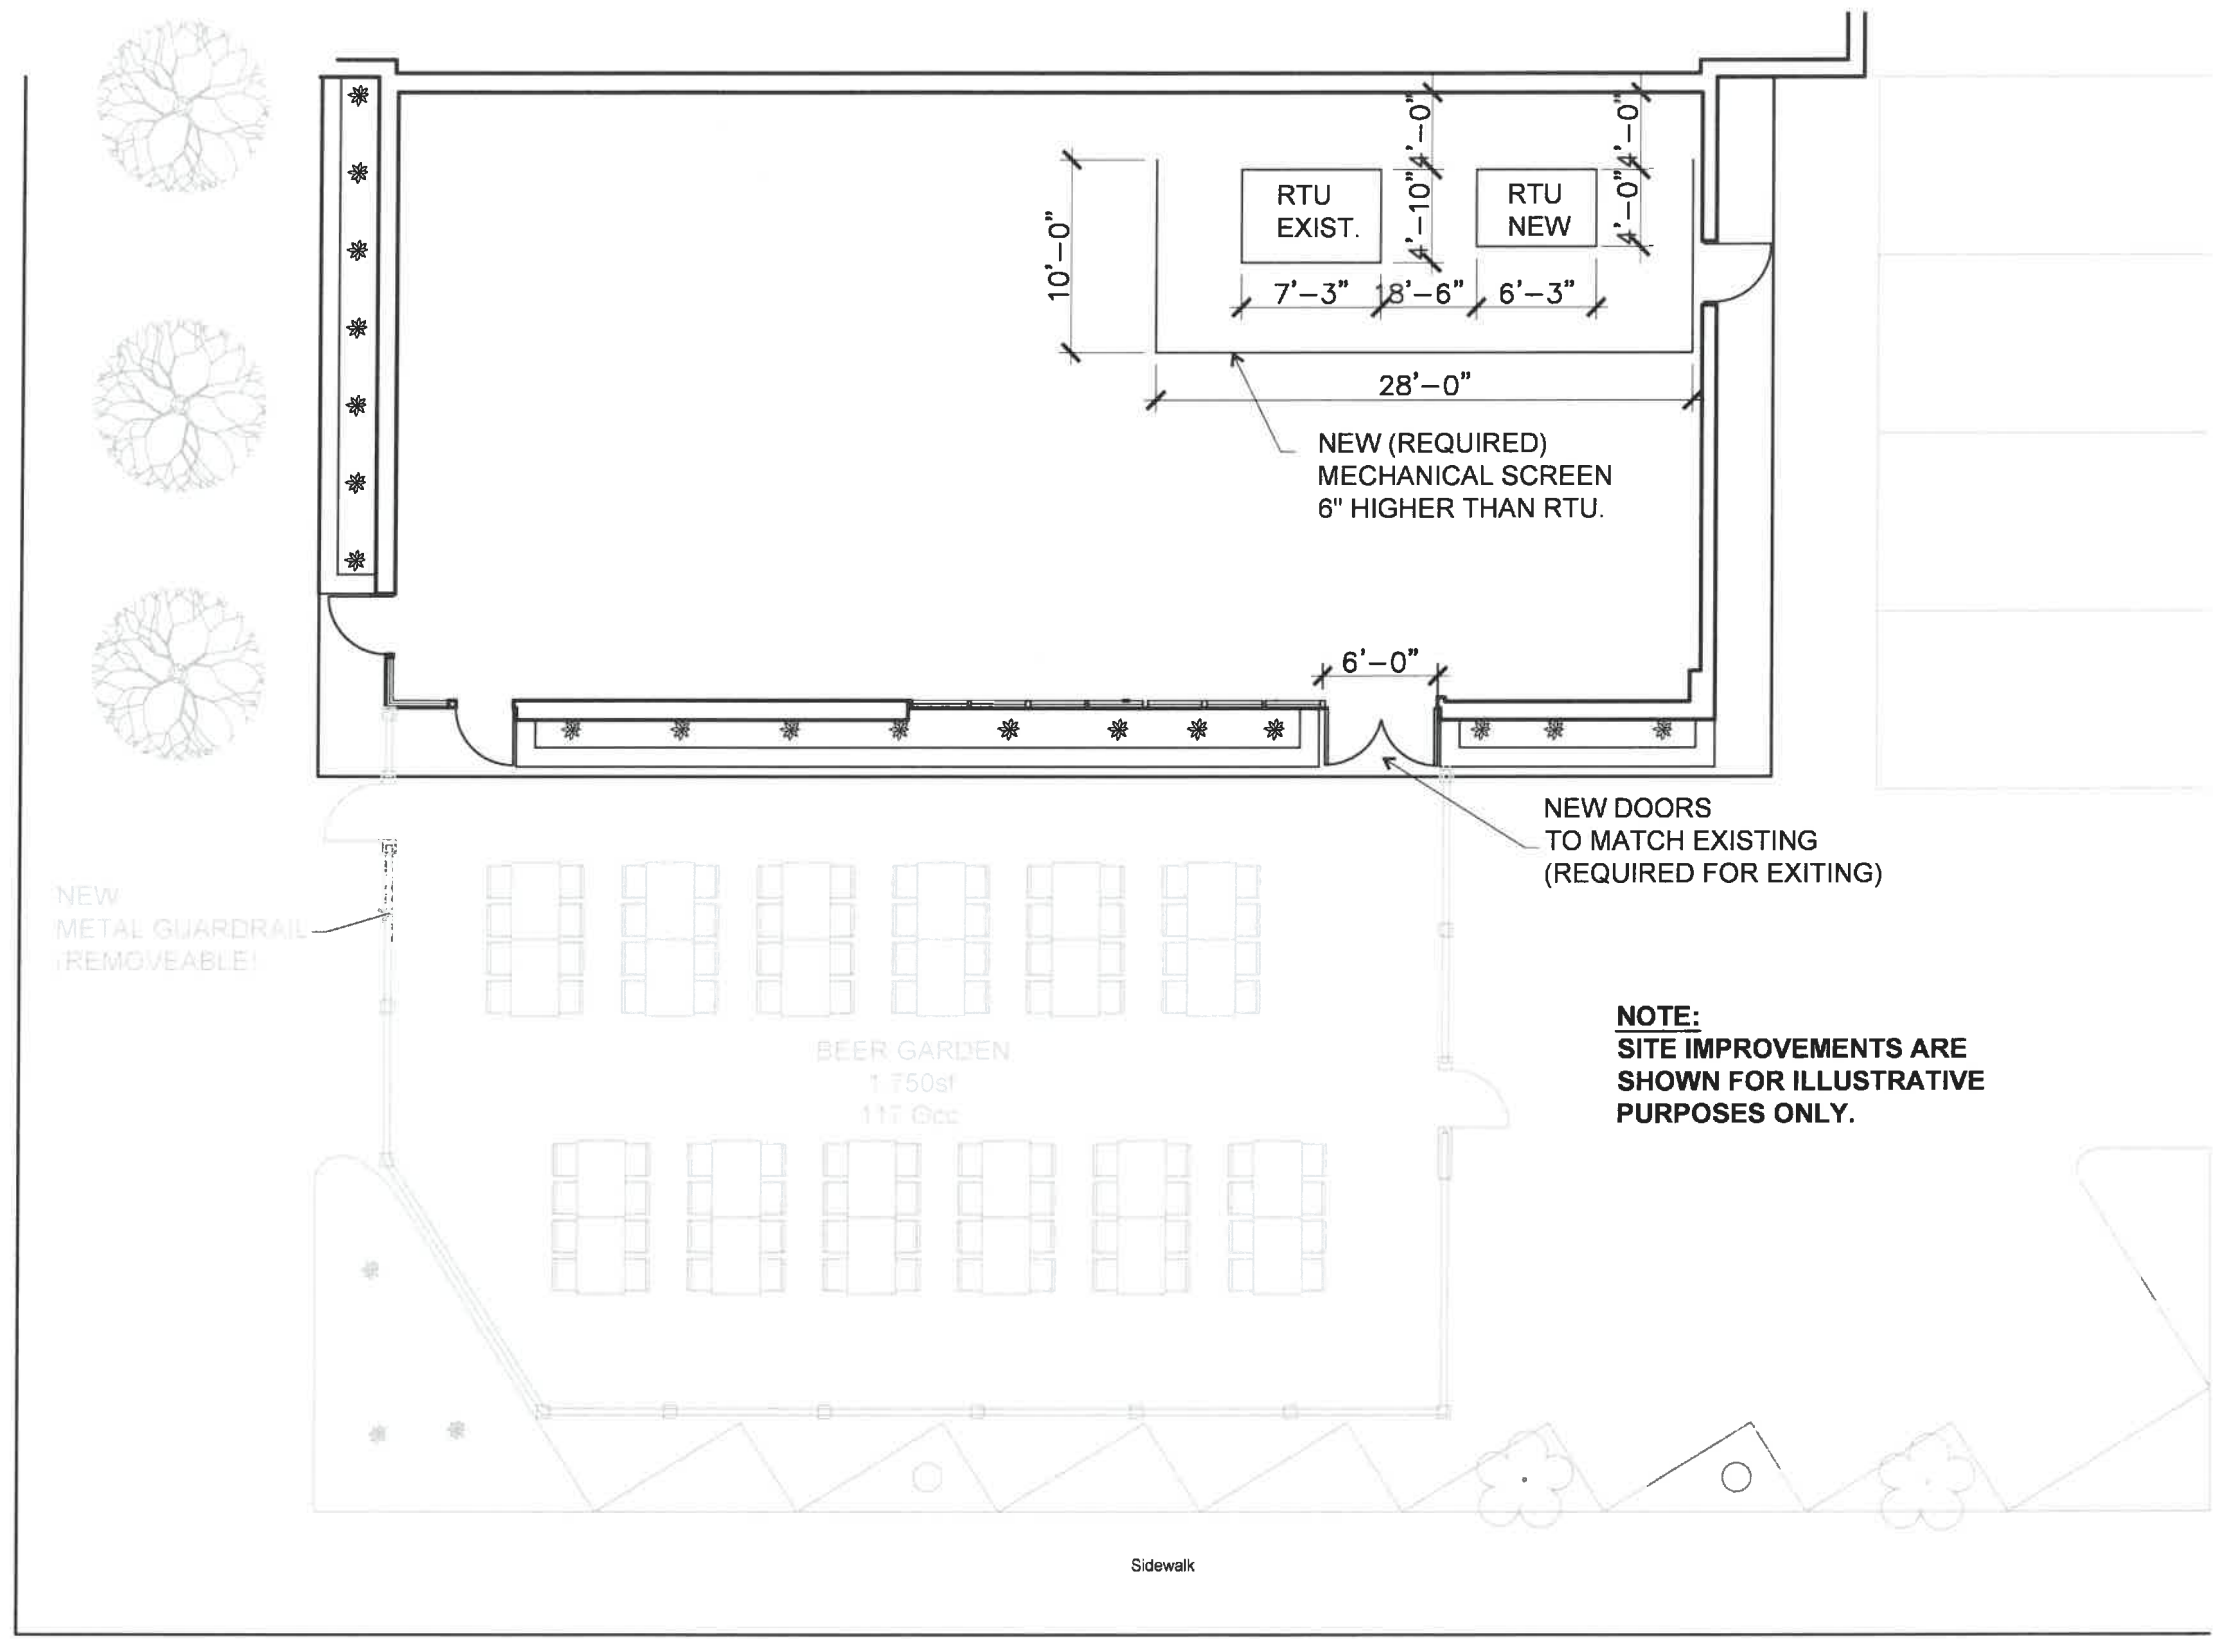 4'-0"
4'-0"
RTU
EXIST.
4'-10"
RTU
NEW
4'-0"
10'-0"
7'-3"
18'-6"
6'-3"
28'-0"
NEW (REQUIRED)
MECHANICAL SCREEN
6" HIGHER THAN RTU.
6'-0"
NEW DOORS
TO MATCH EXISTING
(REQUIRED FOR EXITING)
NEW
METAL GUARDRAIL
(REMOVEABLE)
BEER GARDEN
1,750sf
117 Occ
NOTE:
SITE IMPROVEMENTS ARE
SHOWN FOR ILLUSTRATIVE
PURPOSES ONLY.
Sidewalk